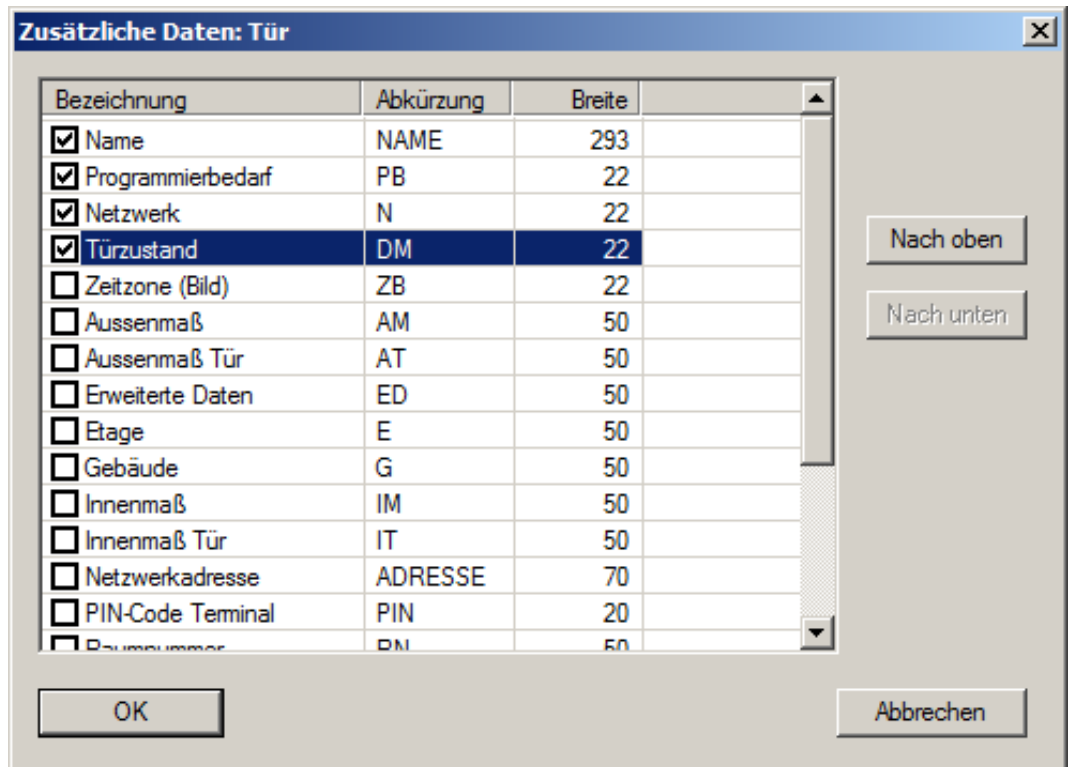 Zusätzliche Daten: Tür
Bezeichnung Abkürzung Breite
Name NAME 293
Programmierbedarf PB 22
Netzwerk N 22
Türzustand DM 22
Zeitzone (Bild) ZB 22
Aussenmaß AM 50
Aussenmaß Tür AT 50
Erweiterte Daten ED 50
Etage E 50
Gebäude G 50
Innenmaß IM 50
Innenmaß Tür IT 50
Netzwerkadresse ADRESSE 70
PIN-Code Terminal PIN 20
Raumnummer RN 50
Nach oben
Nach unten
OK Abbrechen